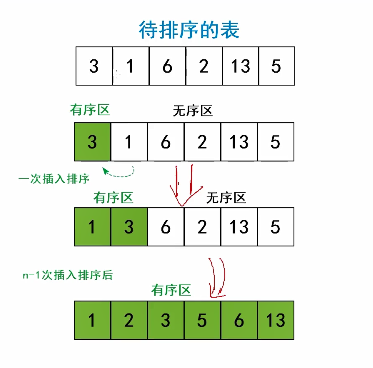 待排序的表
3 1 6 2 13 5
有序区 无序区
3 1 6 2 13 5
一次插入排序
有序区 无序区
1 3 6 2 13 5
n-1次插入排序后
有序区
1 2 3 5 6 13